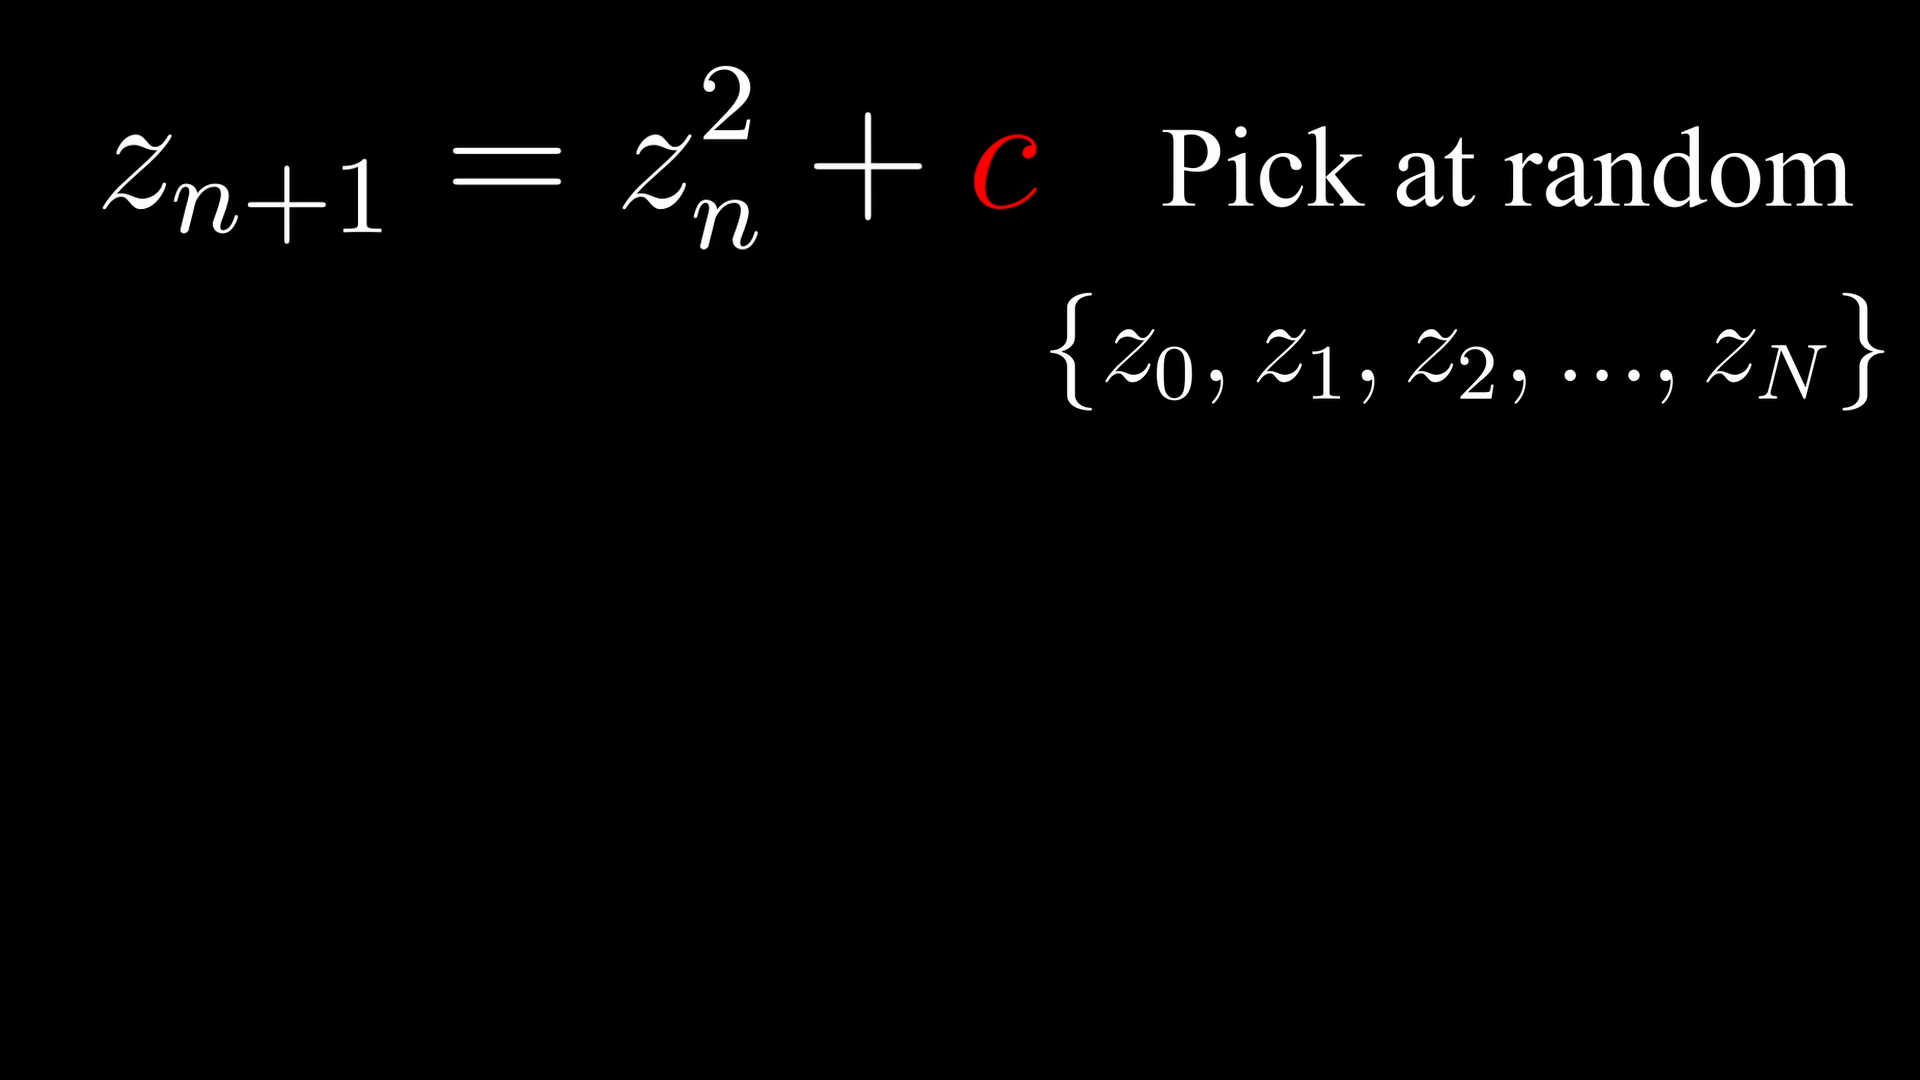 z_{n+1} = z_n^2 + c Pick at random
{z_0, z_1, z_2, ..., z_N}